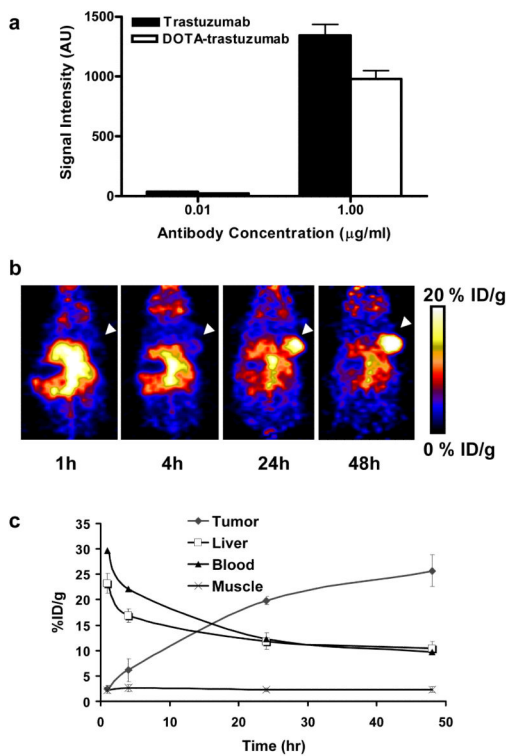 a
1500
1000
500
0
Signal Intensity (AU)
Trastuzumab
DOTA-trastuzumab
0.01
1.00
Antibody Concentration (μg/ml)
b
20 % ID/g
0 % ID/g
1h
4h
24h
48h
c
35
30
25
20
15
10
5
0
%ID/g
Tumor
Liver
Blood
Muscle
0
10
20
30
40
50
Time (hr)